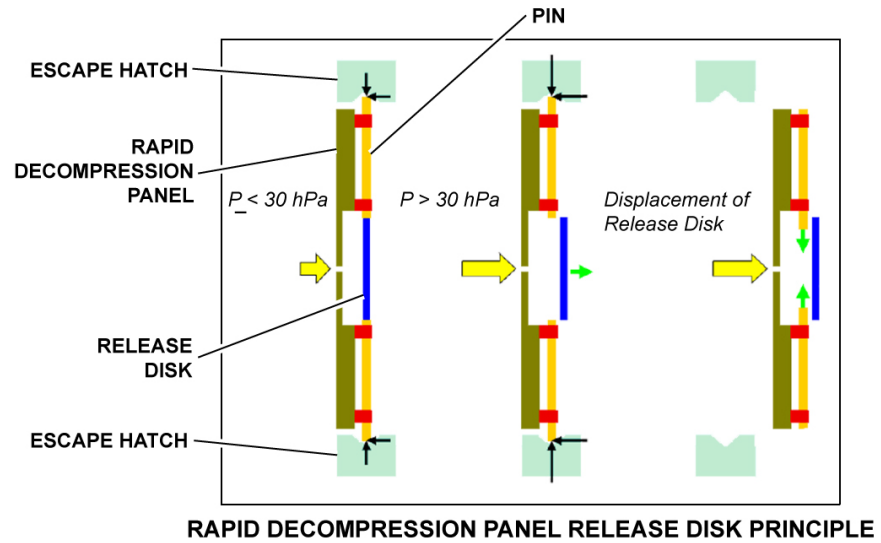 PIN
ESCAPE HATCH
RAPID
DECOMPRESSION
PANEL
P < 30 hPa
P > 30 hPa
Displacement of
Release Disk
RELEASE
DISK
ESCAPE HATCH
RAPID DECOMPRESSION PANEL RELEASE DISK PRINCIPLE